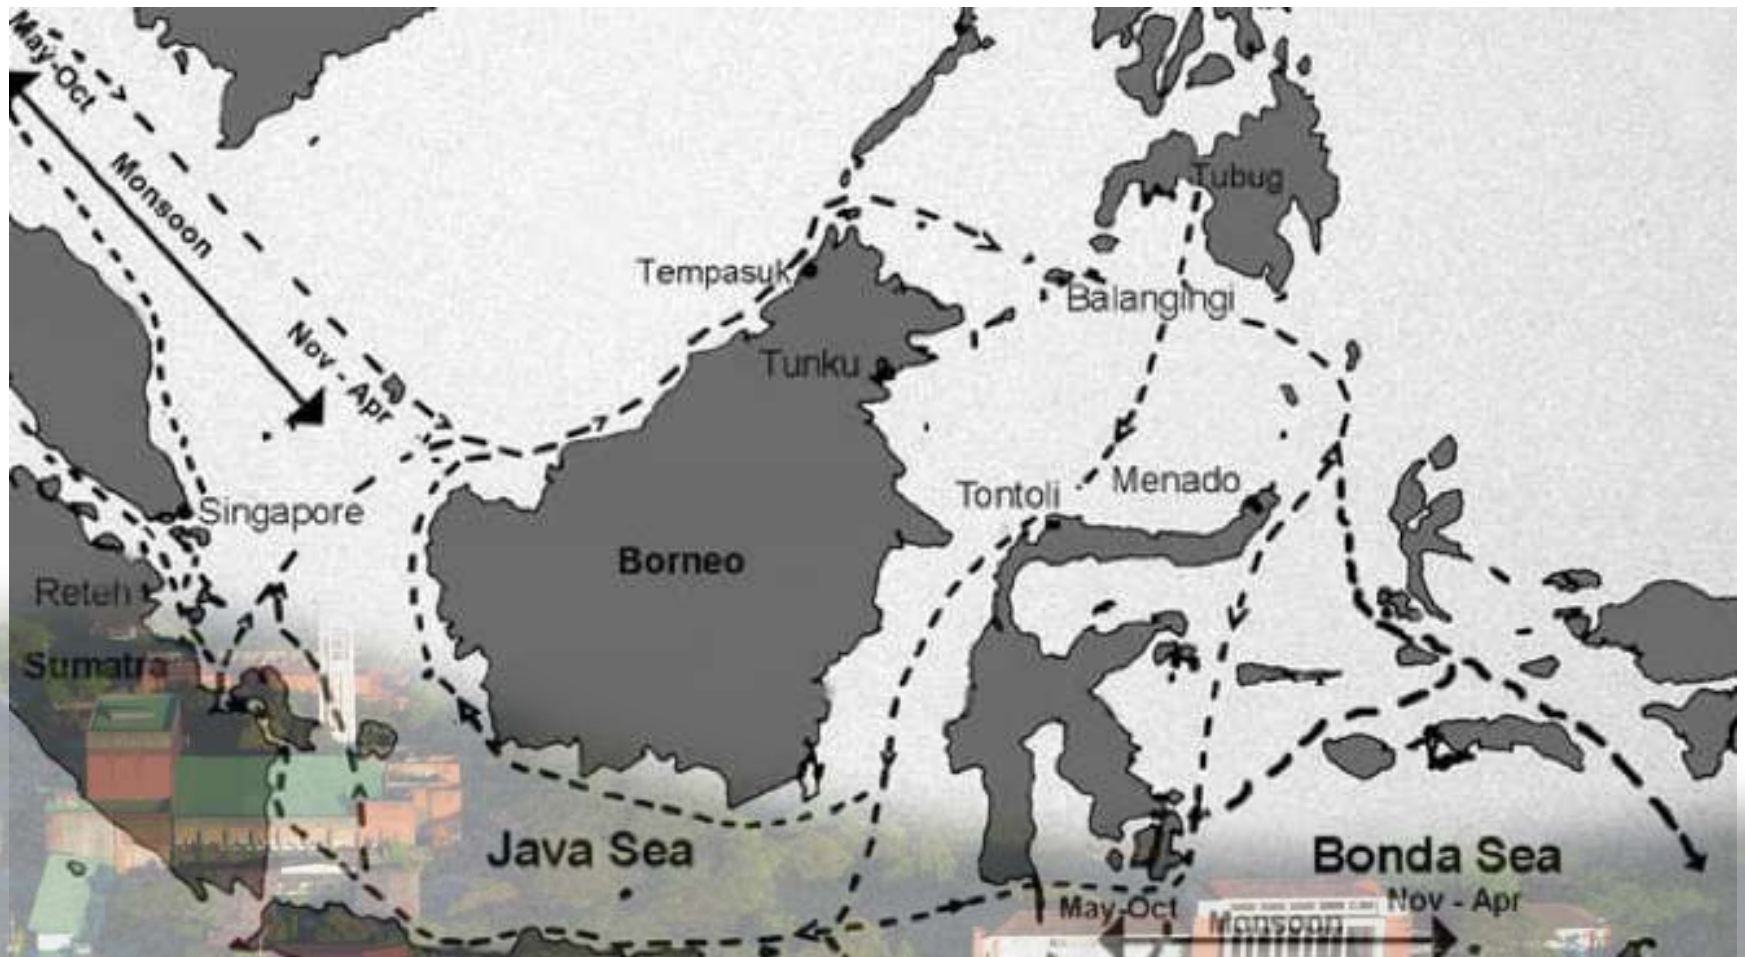 May-Oct
Monsoon
Nov - Apr
Tubug
Tempasuk
Balangingi
Tunku
Tontoli
Menado
Singapore
Borneo
Reteh
Sumatra
Java Sea
Bonda Sea
May-Oct
Monsoon
Nov - Apr